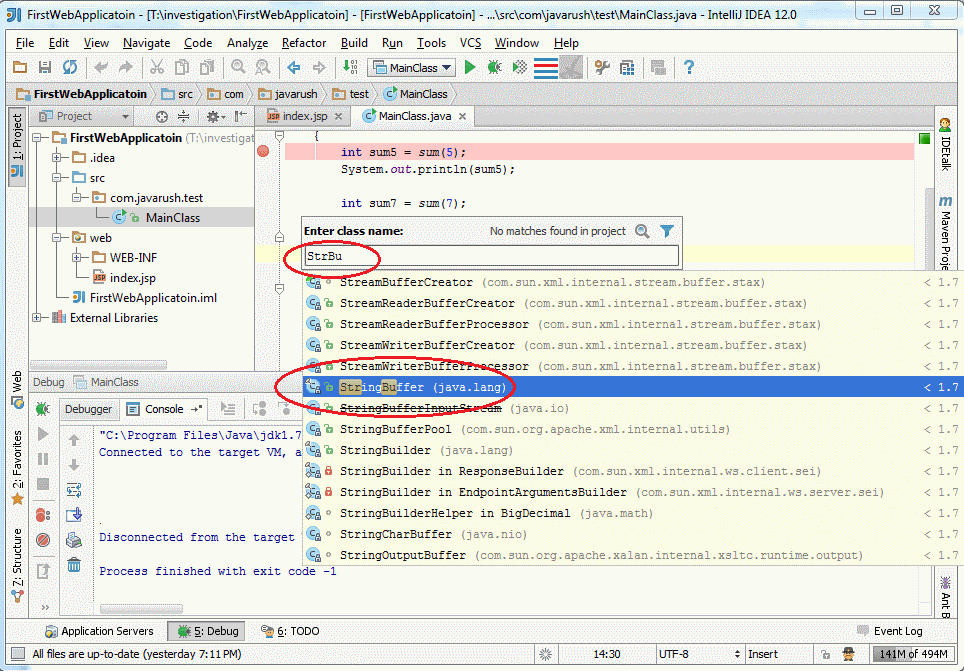 FirstWebApplicatoin - [T:\investigation\FirstWebApplicatoin] - [FirstWebApplicatoin] - ...\src\com\javarush\test\MainClass.java - IntelliJ IDEA 12.0
File Edit View Navigate Code Analyze Refactor Build Run Tools VCS Window Help
MainClass
FirstWebApplicatoin src com javarush test MainClass
1: Project
Project
index.jsp MainClass.java
FirstWebApplicatoin (T:\investigat
.idea
src
com.javarush.test
MainClass
web
WEB-INF
index.jsp
FirstWebApplicatoin.iml
External Libraries
{
int sum5 = sum(5);
System.out.println(sum5);
int sum7 = sum(7);
Enter class name: No matches found in project
StrBu
StreamBufferCreator (com.sun.xml.internal.stream.buffer.stax) < 1.7
StreamReaderBufferCreator (com.sun.xml.internal.stream.buffer.stax) < 1.7
StreamReaderBufferProcessor (com.sun.xml.internal.stream.buffer.stax) < 1.7
StreamWriterBufferCreator (com.sun.xml.internal.stream.buffer.stax) < 1.7
StreamWriterBufferProcessor (com.sun.xml.internal.stream.buffer.stax) < 1.7
StringBuffer (java.lang) < 1.7
StringBufferInputStream (java.io) < 1.7
StringBufferPool (com.sun.org.apache.xml.internal.utils) < 1.7
StringBuilder (java.lang) < 1.7
StringBuilder in ResponseBuilder (com.sun.xml.internal.ws.client.sei) < 1.7
StringBuilder in EndpointArgumentsBuilder (com.sun.xml.internal.ws.server.sei) < 1.7
StringBuilderHelper in BigDecimal (java.math) < 1.7
StringCharBuffer (java.nio) < 1.7
StringOutputBuffer (com.sun.org.apache.xalan.internal.xsltc.runtime.output) < 1.7
IDEtalk
Maven Proje
Ant B
Web
2: Favorites
7: Structure
Debug MainClass
Debugger Console
"C:\Program Files\Java\jdk1.7
Connected to the target VM, a
Disconnected from the target
Process finished with exit code -1
Application Servers 5: Debug 6: TODO Event Log
All files are up-to-date (yesterday 7:11 PM) 14:30 UTF-8 Insert 141M of 494M